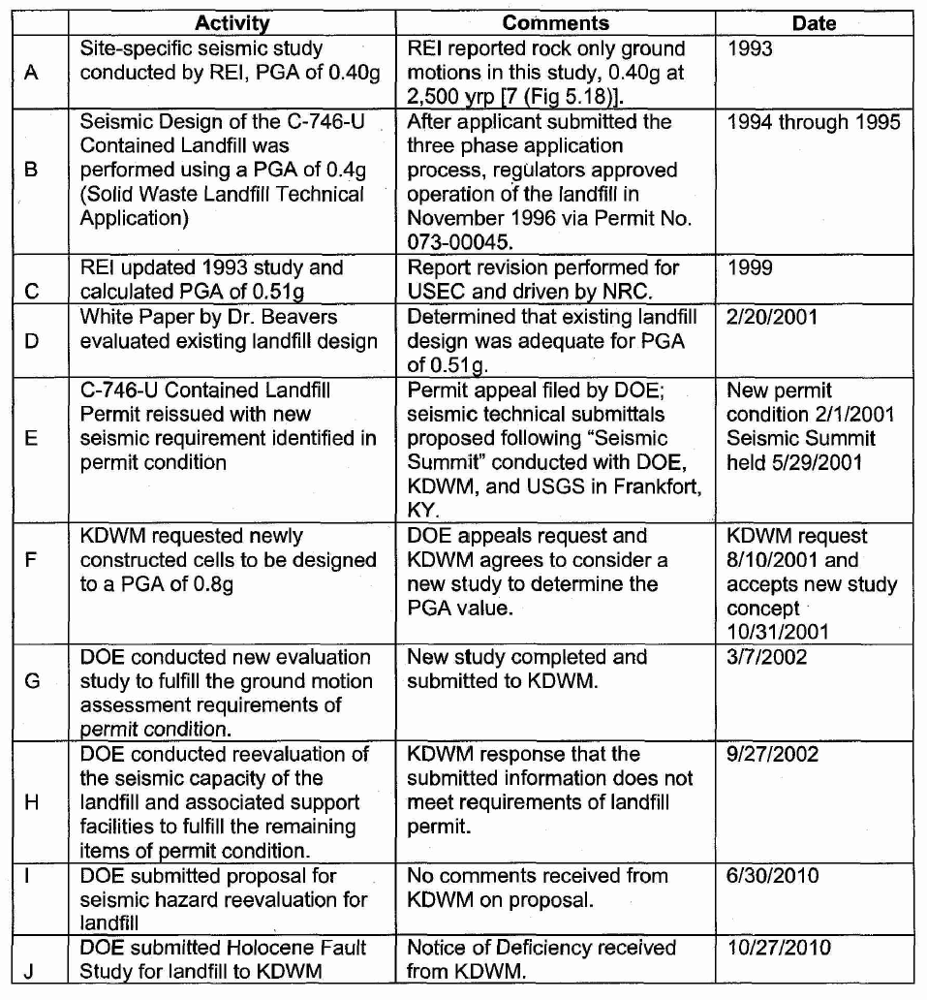 Activity Comments Date
A
Site-specific seismic study
conducted by REI, PGA of 0.40g
REI reported rock only ground
motions in this study, 0.40g at
2,500 yrp [7 (Fig 5.18)].
1993
B
Seismic Design of the C-746-U
Contained Landfill was
performed using a PGA of 0.4g
(Solid Waste Landfill Technical
Application)
After applicant submitted the
three phase application
process, regulators approved
operation of the landfill in
November 1996 via Permit No.
073-00045.
1994 through 1995
C
REI updated 1993 study and
calculated PGA of 0.51g
Report revision performed for
USEC and driven by NRC.
1999
D
White Paper by Dr. Beavers
evaluated existing landfill design
Determined that existing landfill
design was adequate for PGA
of 0.51g.
2/20/2001
E
C-746-U Contained Landfill
Permit reissued with new
seismic requirement identified in
permit condition
Permit appeal filed by DOE;
seismic technical submittals
proposed following “Seismic
Summit” conducted with DOE,
KDWM, and USGS in Frankfort,
KY.
New permit
condition 2/1/2001
Seismic Summit
held 5/29/2001
F
KDWM requested newly
constructed cells to be designed
to a PGA of 0.8g
DOE appeals request and
KDWM agrees to consider a
new study to determine the
PGA value.
KDWM request
8/10/2001 and
accepts new study
concept
10/31/2001
G
DOE conducted new evaluation
study to fulfill the ground motion
assessment requirements of
permit condition.
New study completed and
submitted to KDWM.
3/7/2002
H
DOE conducted reevaluation of
the seismic capacity of the
landfill and associated support
facilities to fulfill the remaining
items of permit condition.
KDWM response that the
submitted information does not
meet requirements of landfill
permit.
9/27/2002
I
DOE submitted proposal for
seismic hazard reevaluation for
landfill
No comments received from
KDWM on proposal.
6/30/2010
J
DOE submitted Holocene Fault
Study for landfill to KDWM
Notice of Deficiency received
from KDWM.
10/27/2010